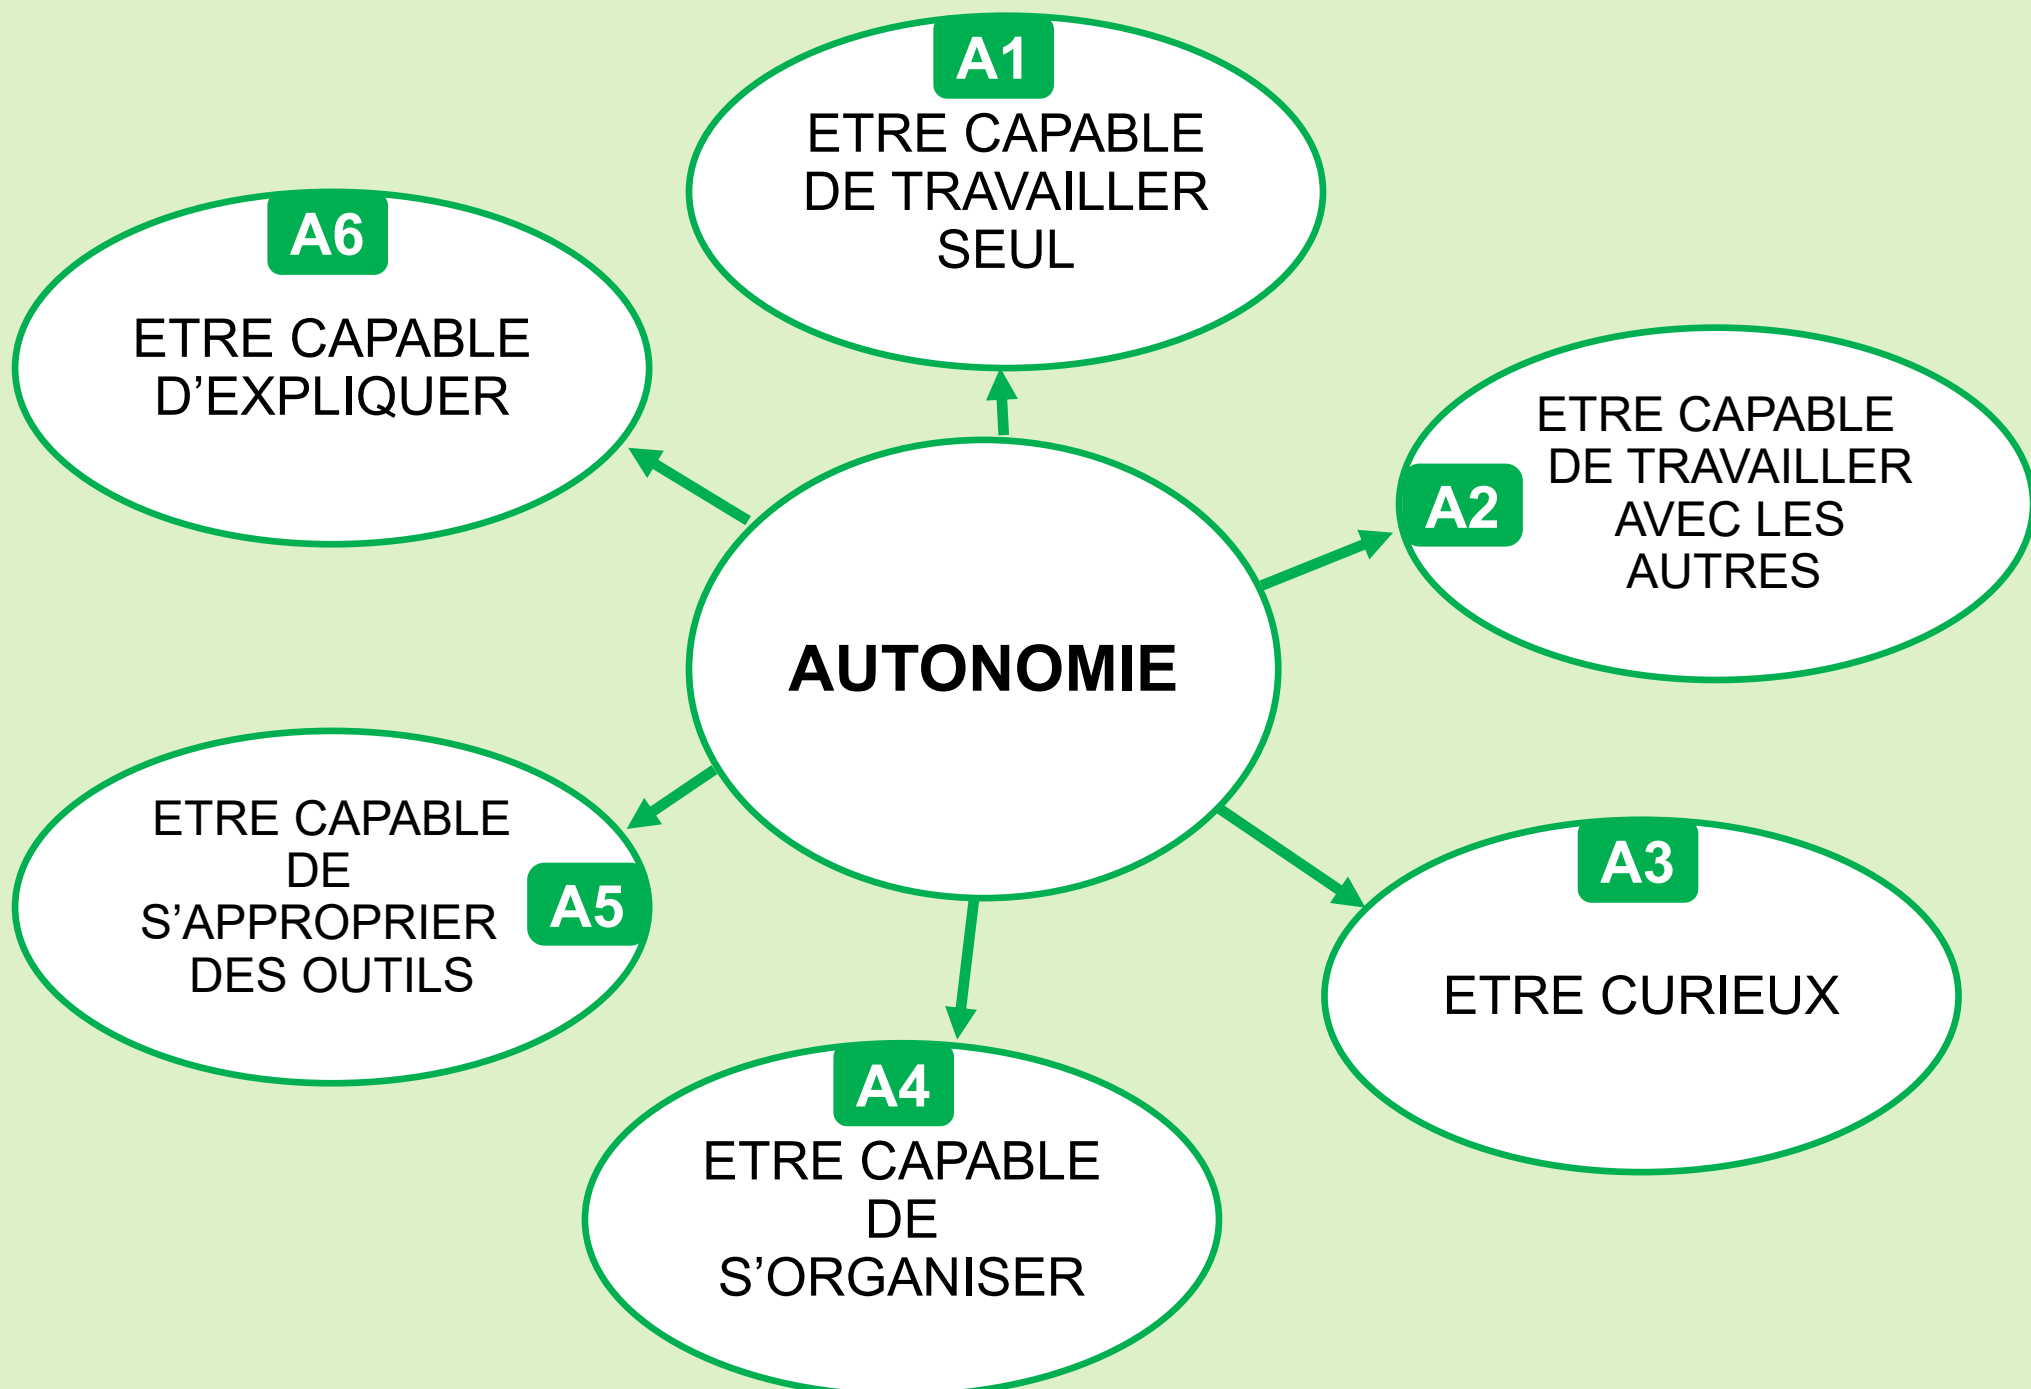 A1
ETRE CAPABLE
DE TRAVAILLER
SEUL
A6
ETRE CAPABLE
D’EXPLIQUER
ETRE CAPABLE
DE TRAVAILLER
AVEC LES
AUTRES
A2
AUTONOMIE
ETRE CAPABLE
DE
S’APPROPRIER
DES OUTILS
A5
A3
ETRE CURIEUX
A4
ETRE CAPABLE
DE
S’ORGANISER